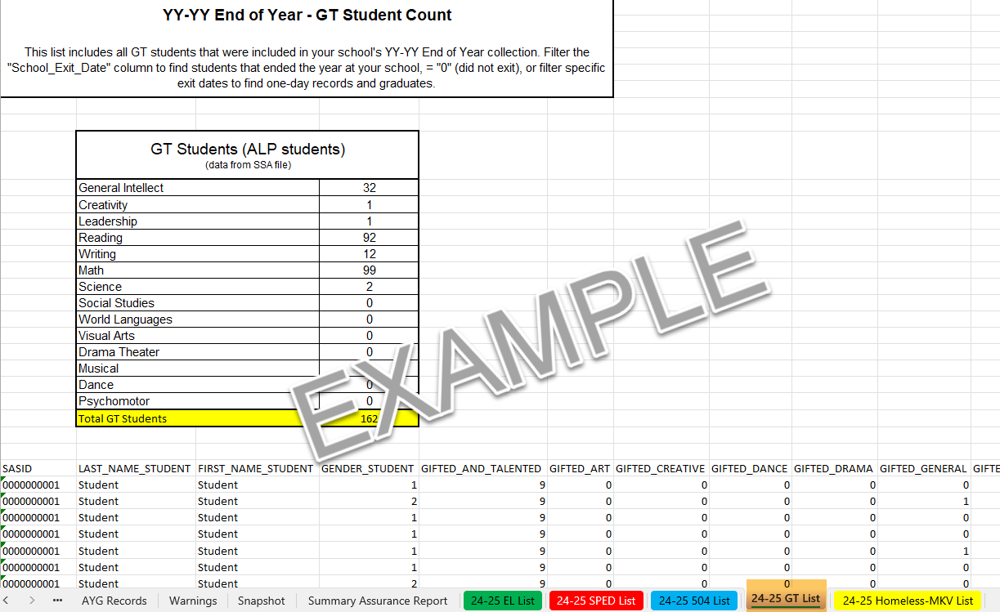 YY-YY End of Year - GT Student Count
This list includes all GT students that were included in your school's YY-YY End of Year collection. Filter the
"School_Exit_Date" column to find students that ended the year at your school, = "0" (did not exit), or filter specific
exit dates to find one-day records and graduates.
GT Students (ALP students)
(data from SSA file)
General Intellect 32
Creativity 1
Leadership 1
Reading 92
Writing 12
Math 99
Science 2
Social Studies 0
World Languages 0
Visual Arts 0
Drama Theater 0
Musical
Dance 0
Psychomotor 0
Total GT Students 162
EXAMPLE
SASID LAST_NAME_STUDENT FIRST_NAME_STUDENT GENDER_STUDENT GIFTED_AND_TALENTED GIFTED_ART GIFTED_CREATIVE GIFTED_DANCE GIFTED_DRAMA GIFTED_GENERAL GIFTE
0000000001 Student Student 1 9 0 0 0 0 0
0000000001 Student Student 2 9 0 0 0 0 1
0000000001 Student Student 1 9 0 0 0 0 0
0000000001 Student Student 1 9 0 0 0 0 0
0000000001 Student Student 1 9 0 0 0 0 1
0000000001 Student Student 1 9 0 0 0 0 0
0000000001 Student Student 2 9 0 0 0 0 0
AYG Records Warnings Snapshot Summary Assurance Report 24-25 EL List 24-25 SPED List 24-25 504 List 24-25 GT List 24-25 Homeless-MKV List